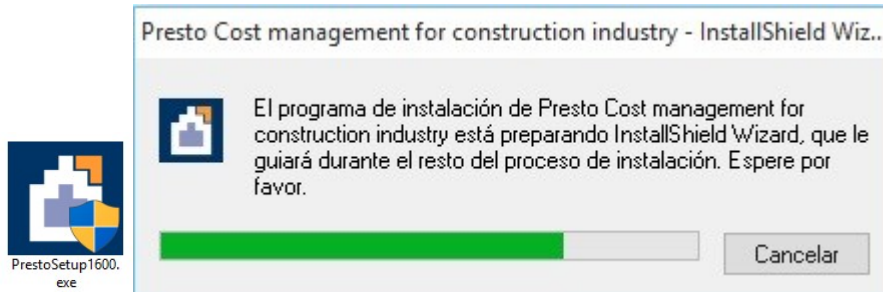 Presto Cost management for construction industry - InstallShield Wiz..
El programa de instalación de Presto Cost management for
construction industry está preparando InstallShield Wizard, que le
guiará durante el resto del proceso de instalación. Espere por
favor.
Cancelar
PrestoSetup1600.
exe